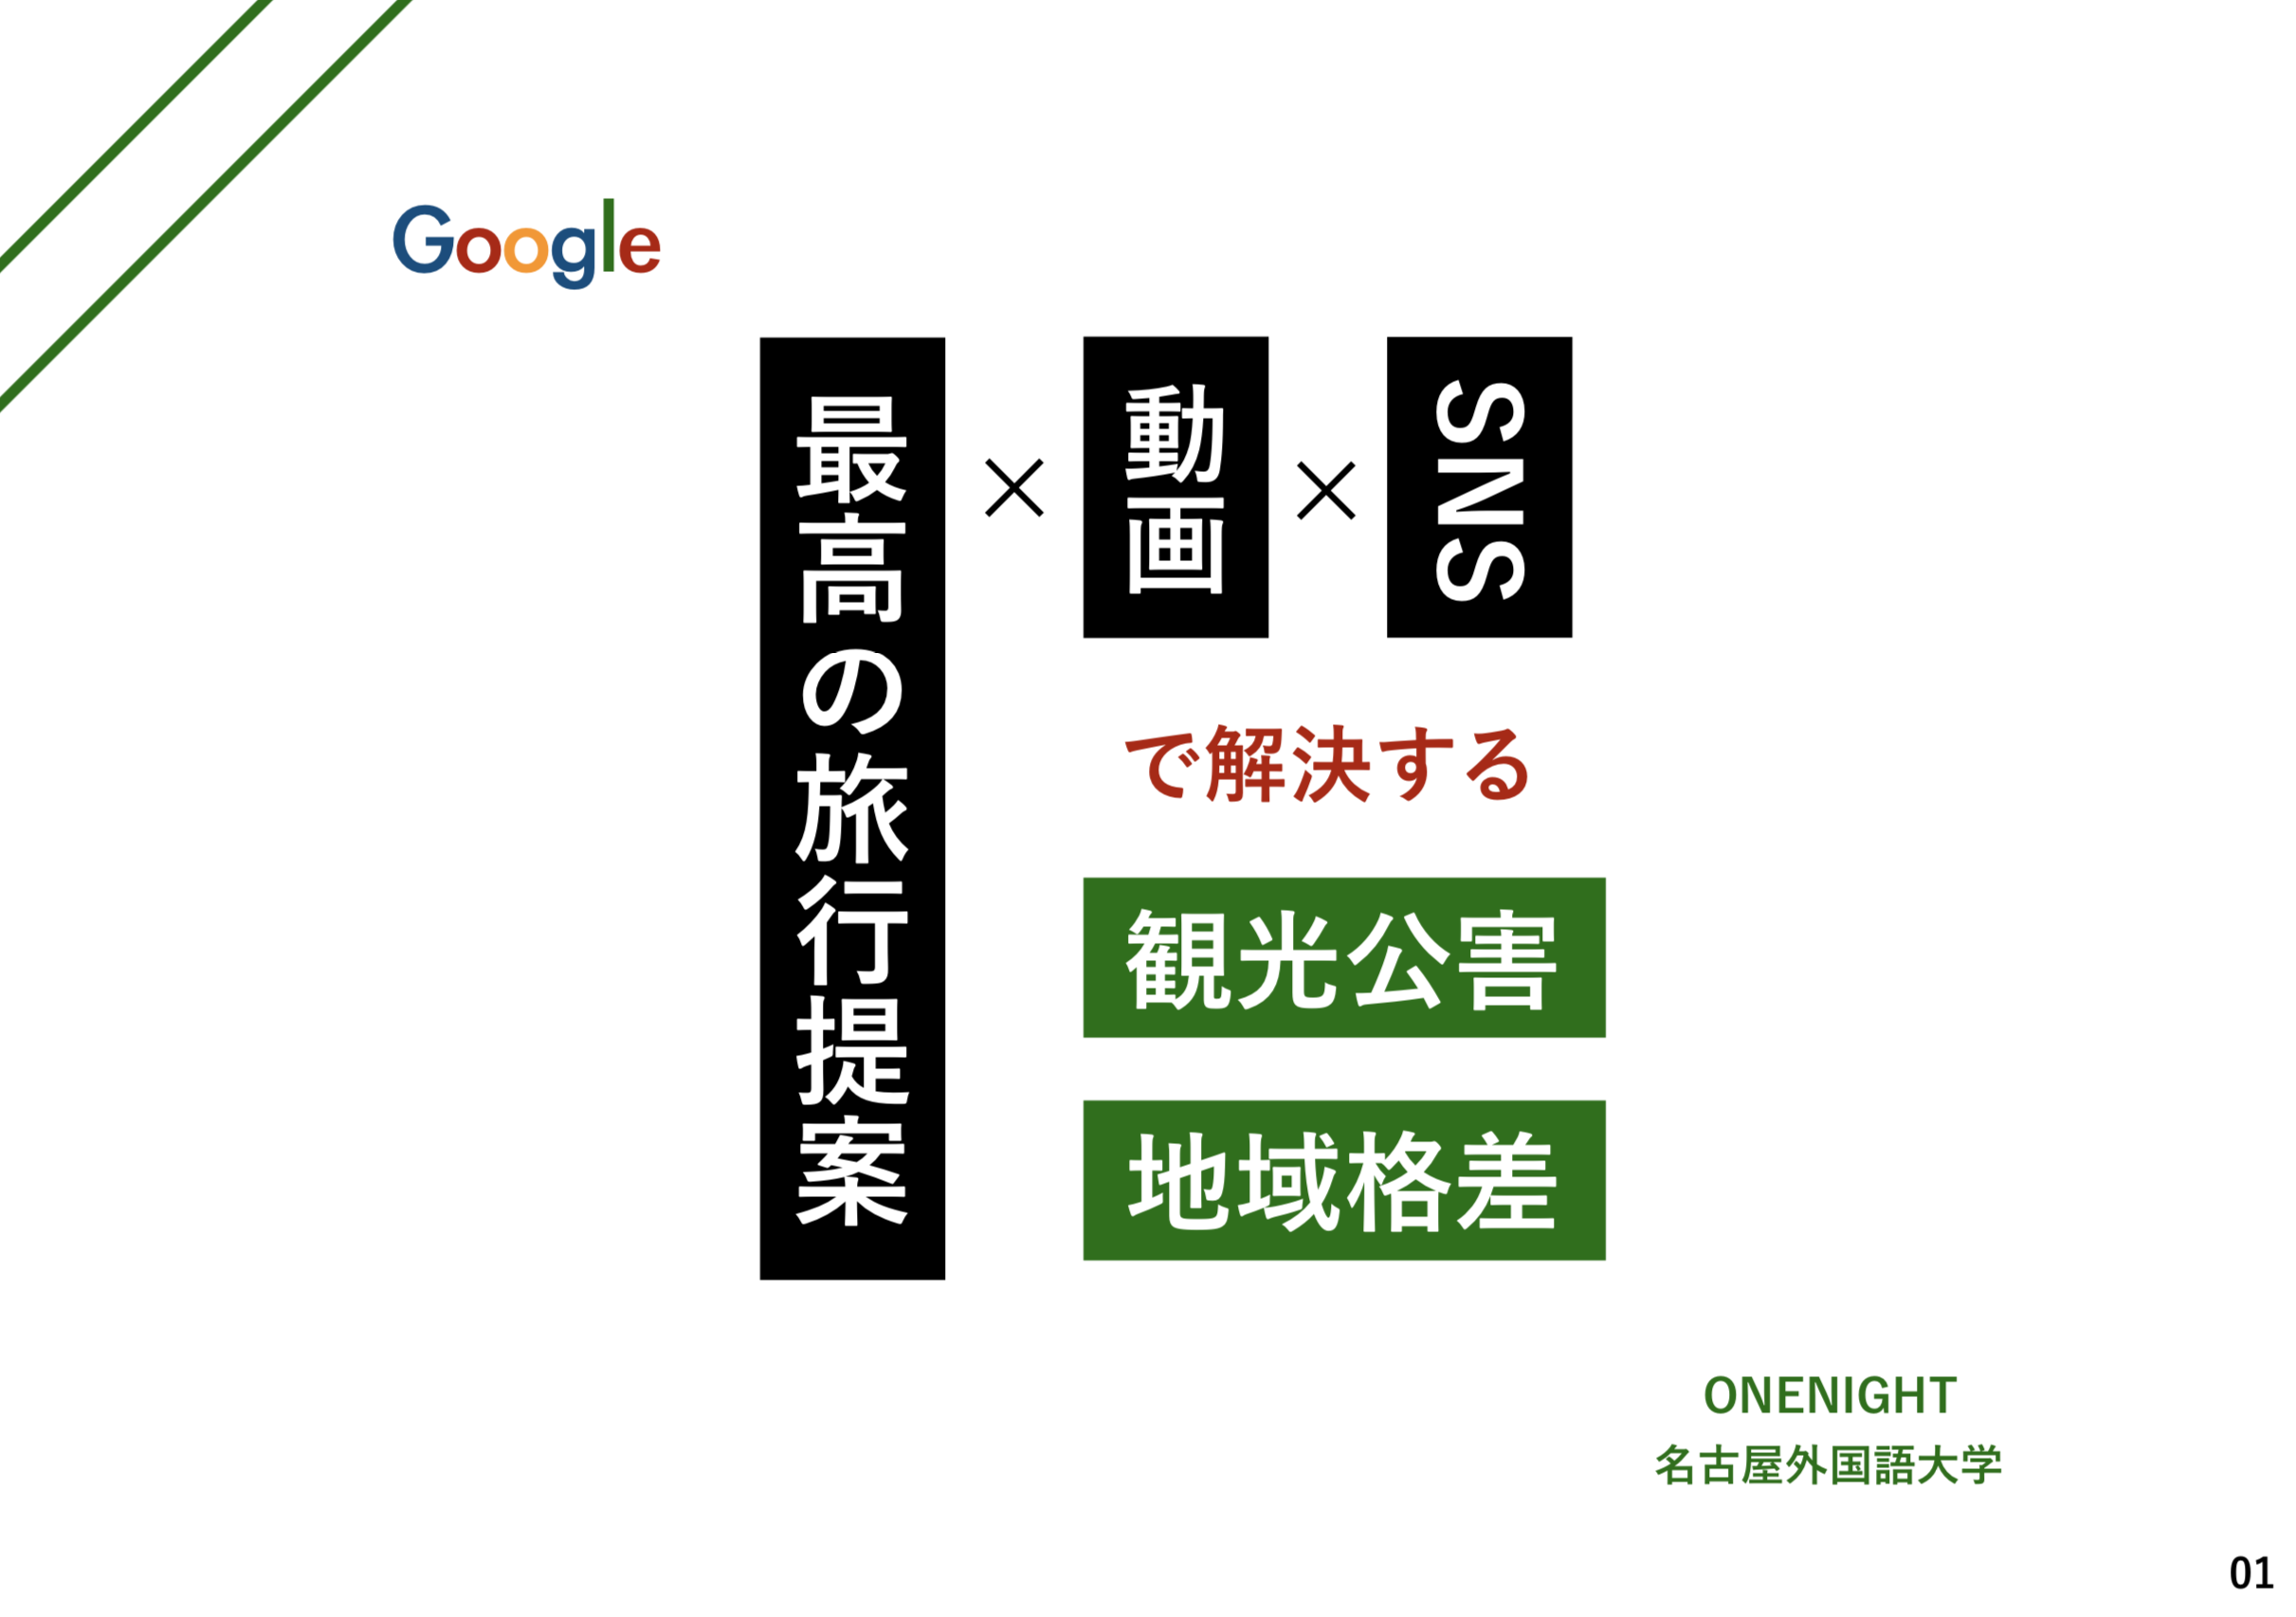 Google
最高の旅行提案
×
動画
×
SNS
で解決する
観光公害
地域格差
ONENIGHT
名古屋外国語大学
01